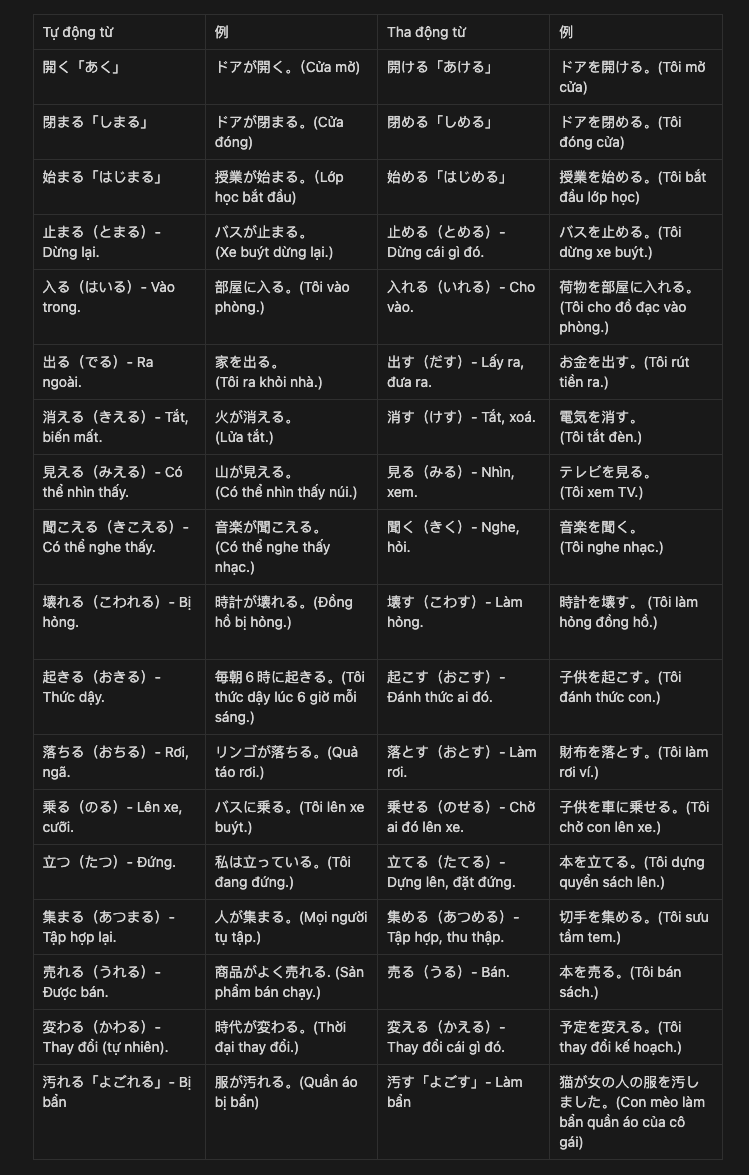 Tự động từ
例
Tha động từ
例
開く「あく」
ドアが開く。(Cửa mở)
開ける「あける」
ドアを開ける。(Tôi mở
cửa)
閉まる「しまる」
ドアが閉まる。(Cửa
đóng)
閉める「しめる」
ドアを閉める。(Tôi
đóng cửa)
始まる「はじまる」
授業が始まる。(Lớp
học bắt đầu)
始める「はじめる」
授業を始める。(Tôi bắt
đầu lớp học)
止まる（とまる）-
Dừng lại.
バスが止まる。
(Xe buýt dừng lại.)
止める（とめる）-
Dừng cái gì đó.
バスを止める。(Tôi
dừng xe buýt.)
入る（はいる）- Vào
trong.
部屋に入る。(Tôi vào
phòng.)
入れる（いれる）- Cho
vào.
荷物を部屋に入れる。
(Tôi cho đồ đạc vào
phòng.)
出る（でる）- Ra
ngoài.
家を出る。
(Tôi ra khỏi nhà.)
出す（だす）- Lấy ra,
đưa ra.
お金を出す。(Tôi rút
tiền ra.)
消える（きえる）- Tắt,
biến mất.
火が消える。
(Lửa tắt.)
消す（けす）- Tắt, xoá.
電気を消す。
(Tôi tắt đèn.)
見える（みえる）- Có
thể nhìn thấy.
山が見える。
(Có thể nhìn thấy núi.)
見る（みる）- Nhìn,
xem.
テレビを見る。
(Tôi xem TV.)
聞こえる（きこえる）-
Có thể nghe thấy.
音楽が聞こえる。
(Có thể nghe thấy
nhạc.)
聞く（きく）- Nghe,
hỏi.
音楽を聞く。
(Tôi nghe nhạc.)
壊れる（こわれる）- Bị
hỏng.
時計が壊れる。(Đồng
hồ bị hỏng.)
壊す（こわす）- Làm
hỏng.
時計を壊す。 (Tôi làm
hỏng đồng hồ.)
起きる（おきる）-
Thức dậy.
毎朝６時に起きる。(Tôi
thức dậy lúc 6 giờ mỗi
sáng.)
起こす（おこす）-
Đánh thức ai đó.
子供を起こす。(Tôi
đánh thức con.)
落ちる（おちる）- Rơi,
ngã.
リンゴが落ちる。(Quả
táo rơi.)
落とす（おとす）- Làm
rơi.
財布を落とす。(Tôi làm
rơi ví.)
乗る（のる）- Lên xe,
cưỡi.
バスに乗る。(Tôi lên xe
buýt.)
乗せる（のせる）- Chở
ai đó lên xe.
子供を車に乗せる。(Tôi
chở con lên xe.)
立つ（たつ）- Đứng.
私は立っている。(Tôi
đang đứng.)
立てる（たてる）-
Dựng lên, đặt đứng.
本を立てる。(Tôi dựng
quyển sách lên.)
集まる（あつまる）-
Tập hợp lại.
人が集まる。(Mọi người
tụ tập.)
集める（あつめる）-
Tập hợp, thu thập.
切手を集める。(Tôi sưu
tầm tem.)
売れる（うれる）-
Được bán.
商品がよく売れる. (Sản
phẩm bán chạy.)
売る（うる）- Bán.
本を売る。(Tôi bán
sách.)
変わる（かわる）-
Thay đổi (tự nhiên).
時代が変わる。(Thời
đại thay đổi.)
変える（かえる）-
Thay đổi cái gì đó.
予定を変える。(Tôi
thay đổi kế hoạch.)
汚れる「よごれる」- Bị
bẩn
服が汚れる。(Quần áo
bị bẩn)
汚す「よごす」- Làm
bẩn
猫が女の人の服を汚し
ました。(Con mèo làm
bẩn quần áo của cô
gái)